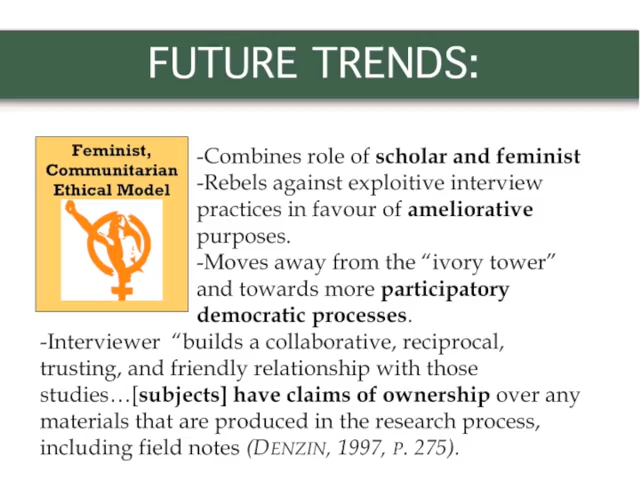 FUTURE TRENDS:
Feminist,
Communitarian
Ethical Model
-Combines role of scholar and feminist
-Rebels against exploitive interview
practices in favour of ameliorative
purposes.
-Moves away from the “ivory tower”
and towards more participatory
democratic processes.
-Interviewer “builds a collaborative, reciprocal,
trusting, and friendly relationship with those
studies…[subjects] have claims of ownership over any
materials that are produced in the research process,
including field notes (DENZIN, 1997, P. 275).